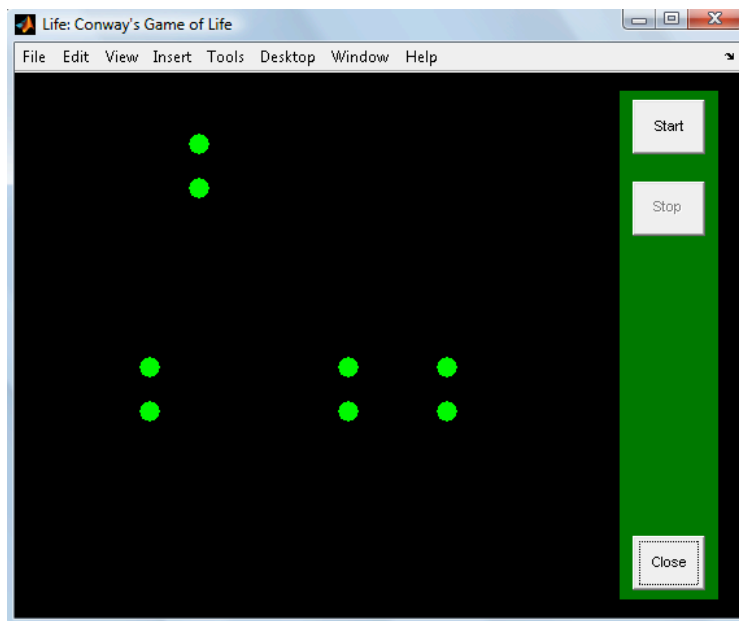 Life: Conway's Game of Life
File Edit View Insert Tools Desktop Window Help
Start
Stop
Close